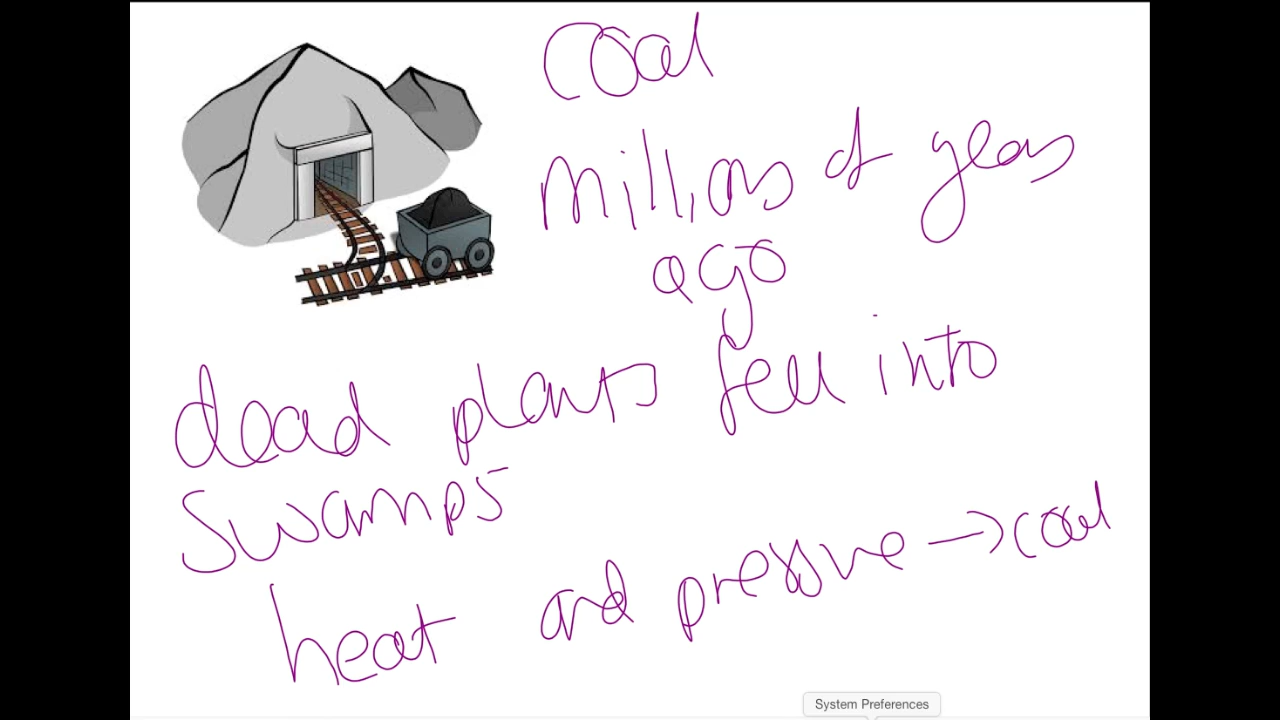 coal
millions of years
ago
dead plants fell into
swamps
heat and pressure → coal
System Preferences